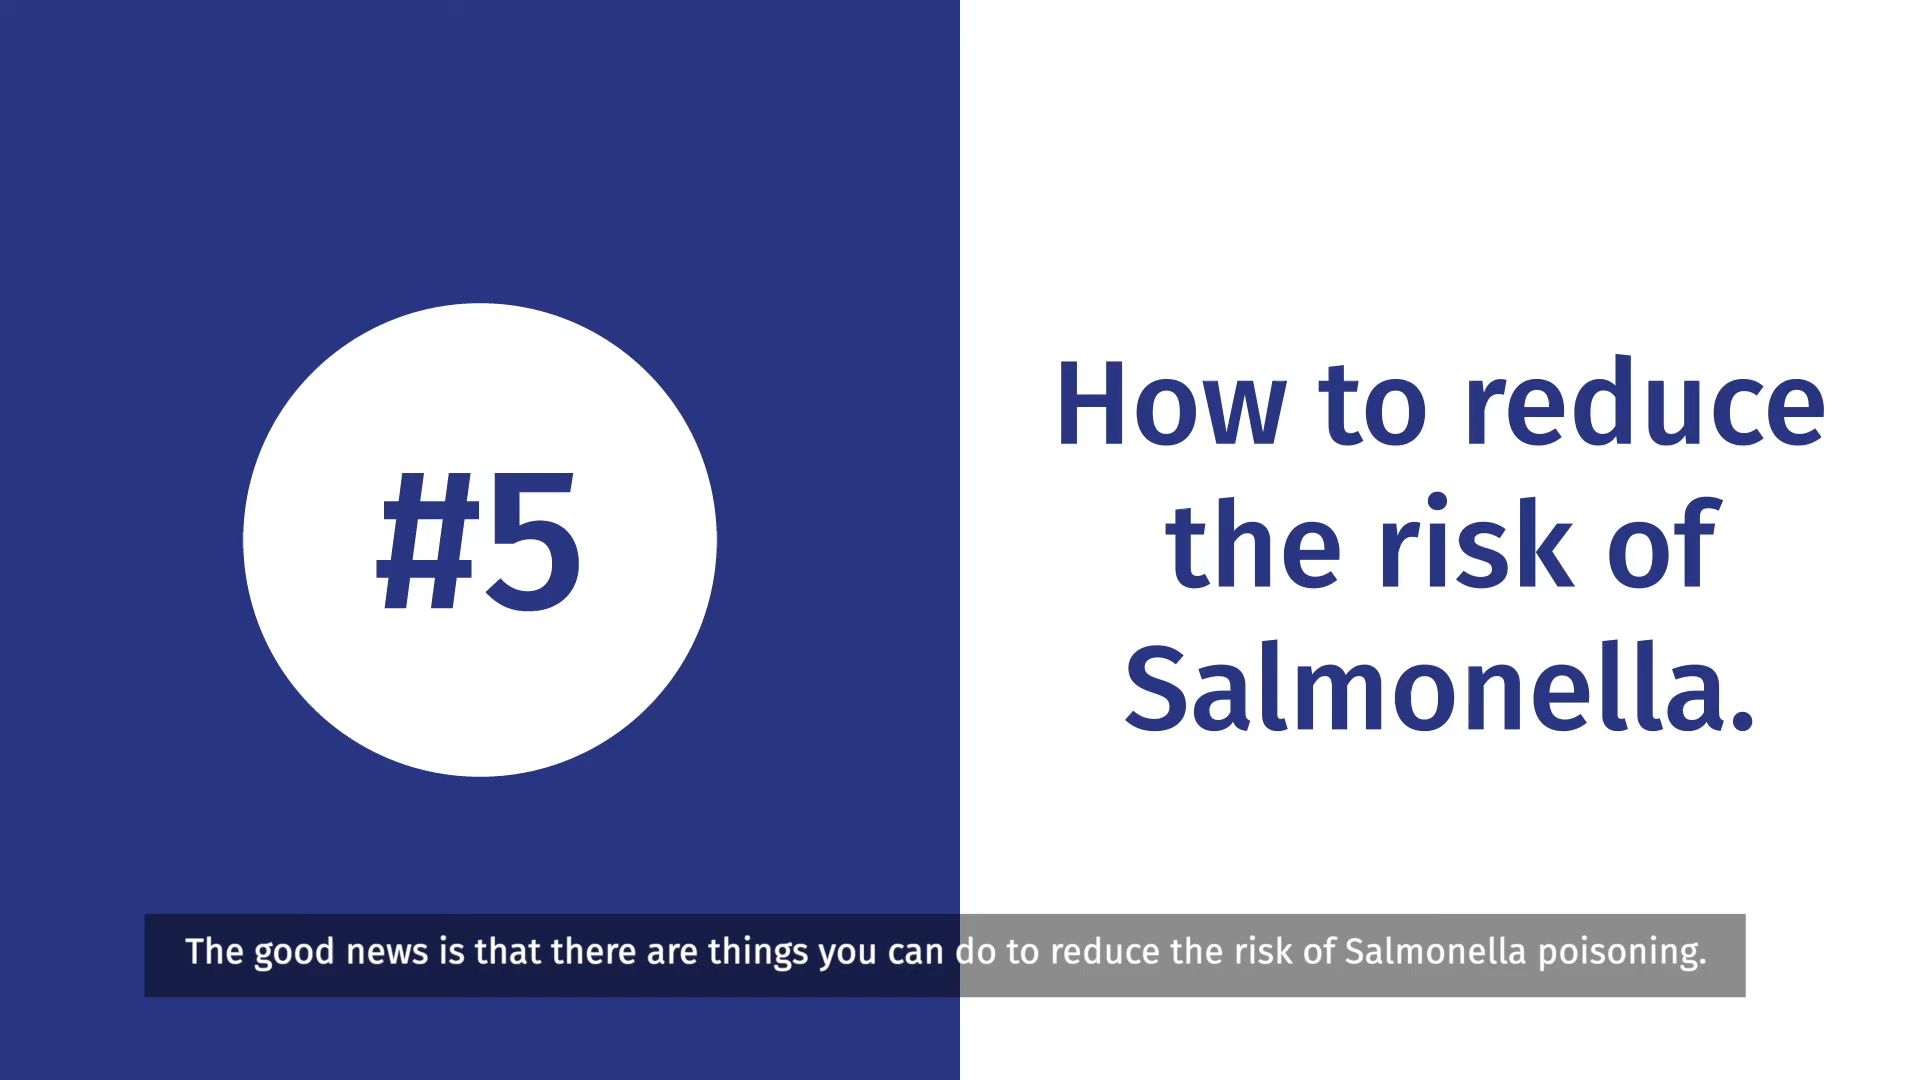 #5
How to reduce
the risk of
Salmonella.
The good news is that there are things you can do to reduce the risk of Salmonella poisoning.